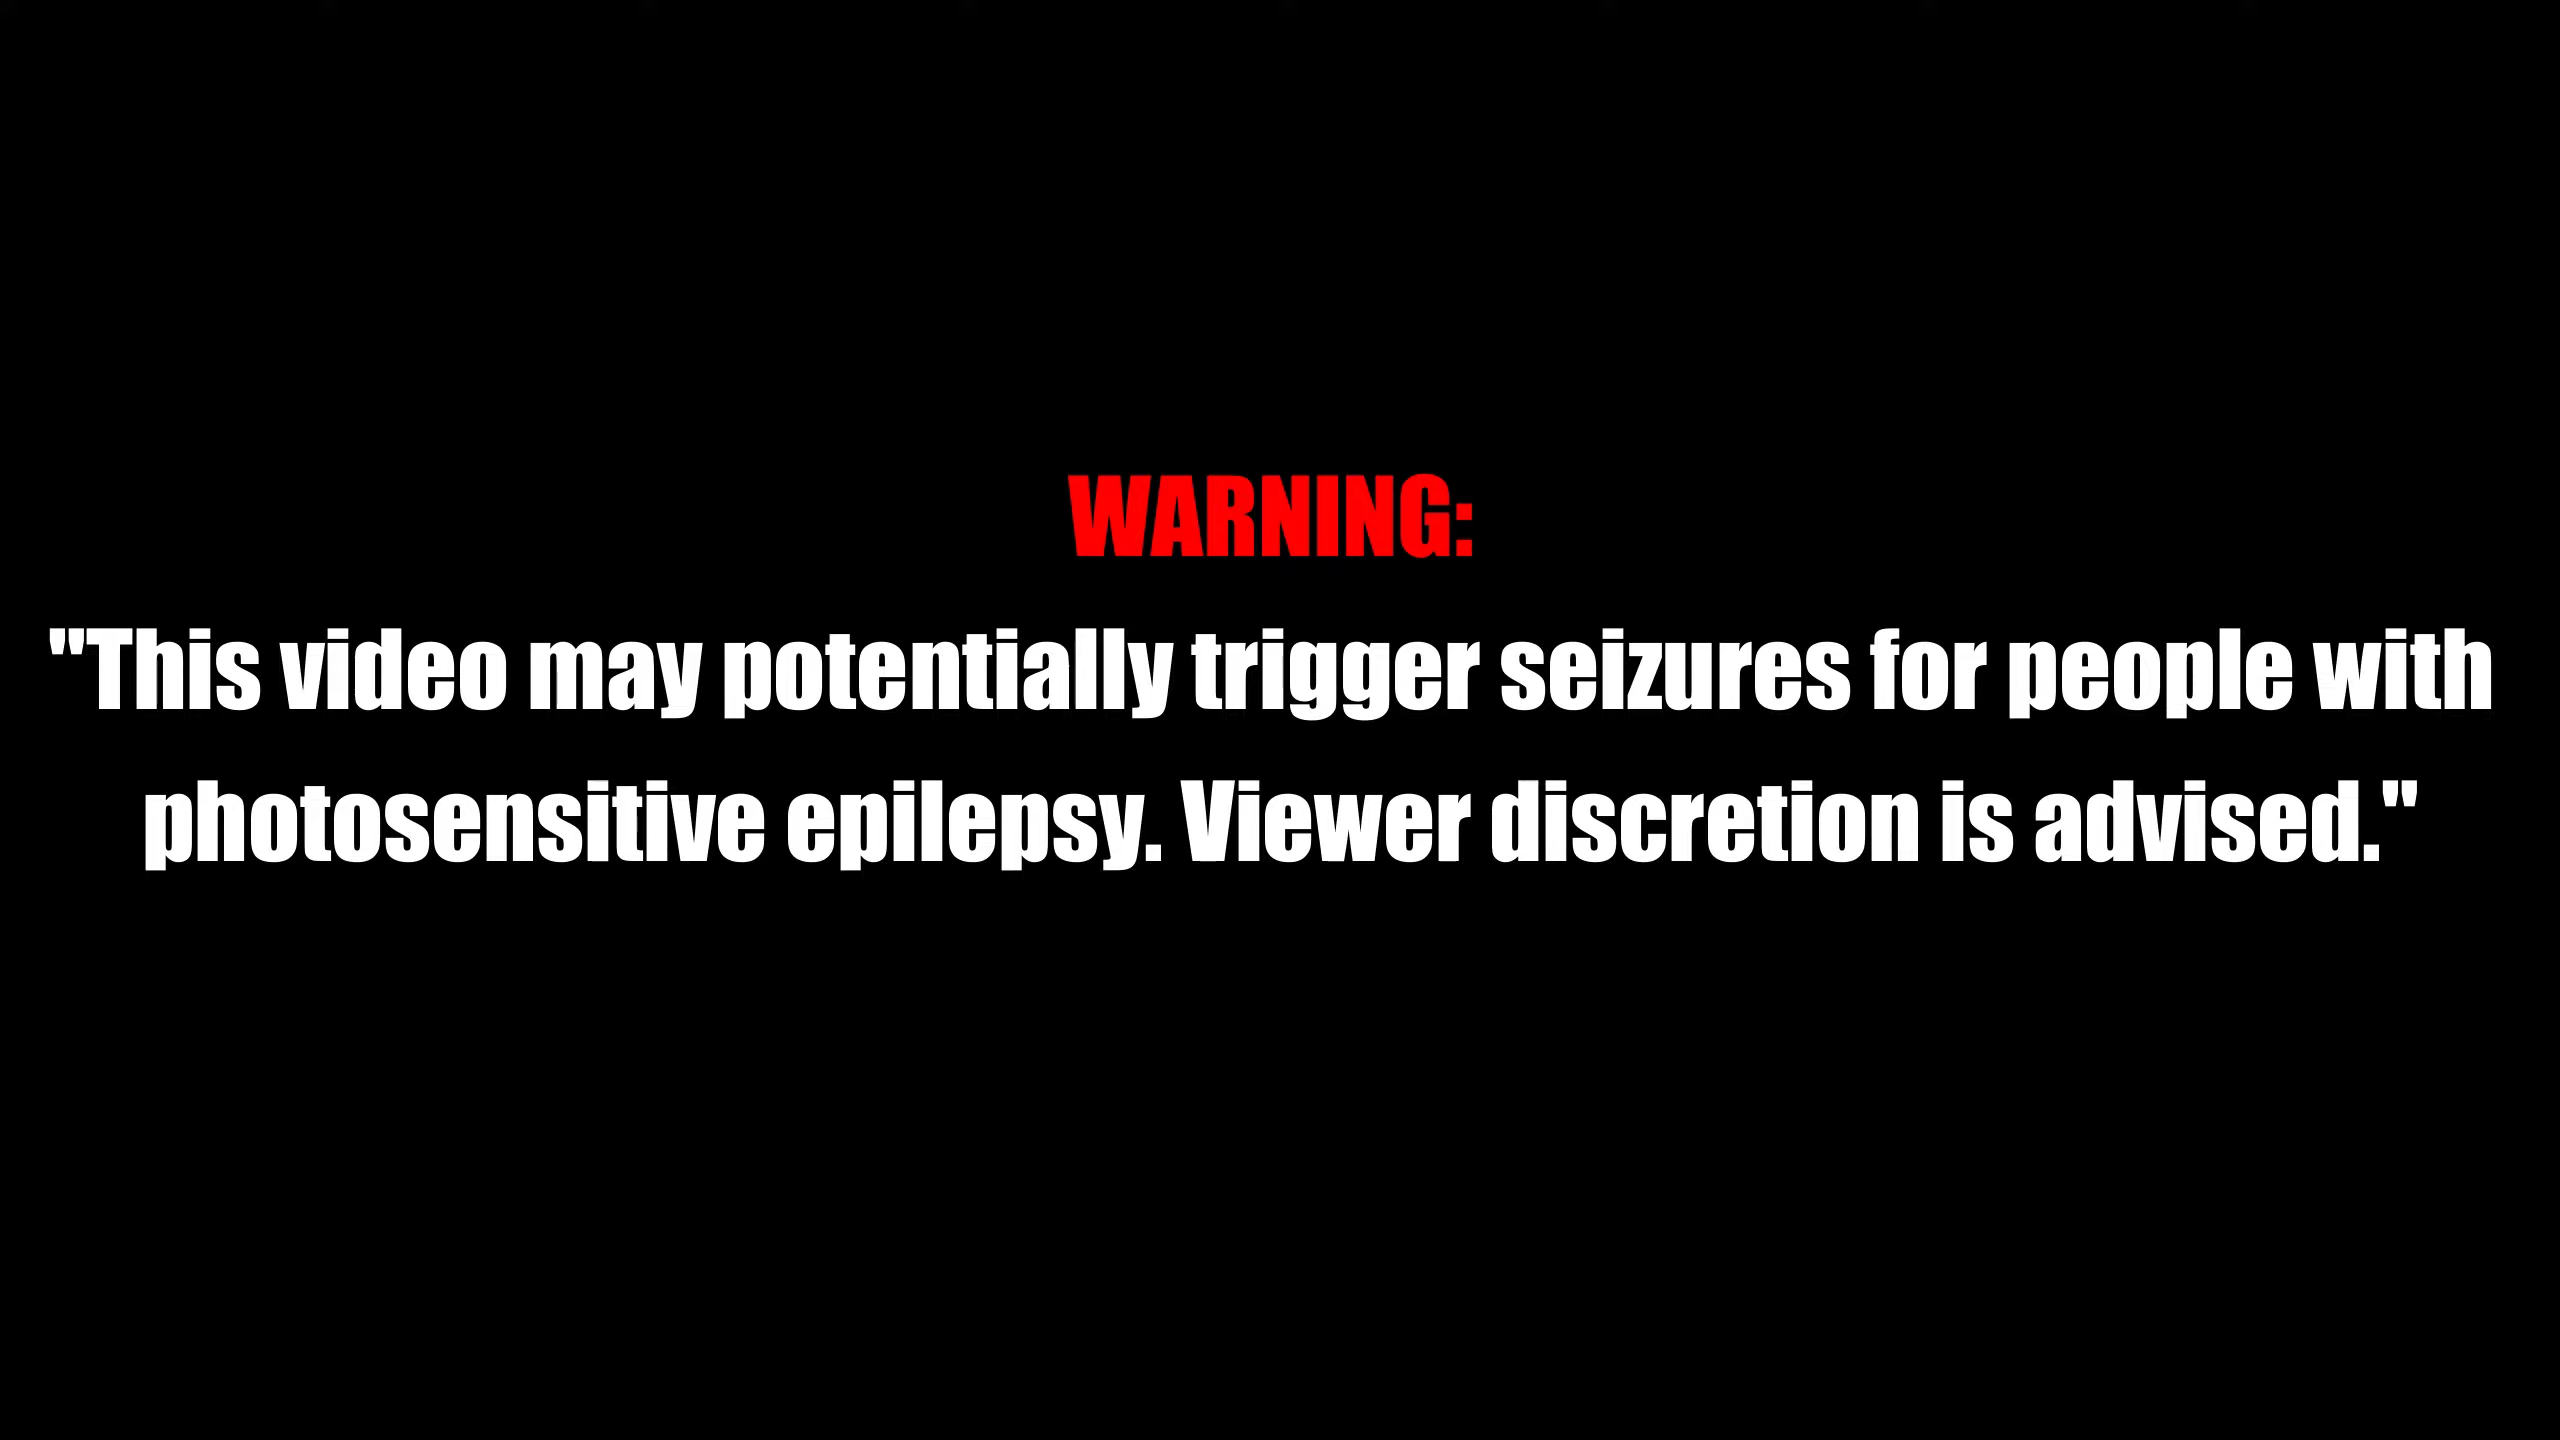 WARNING:
"This video may potentially trigger seizures for people with
photosensitive epilepsy. Viewer discretion is advised."